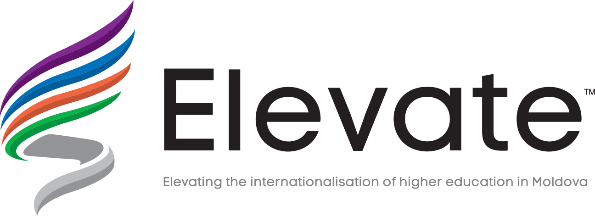 Elevate™
Elevating the internationalisation of higher education in Moldova